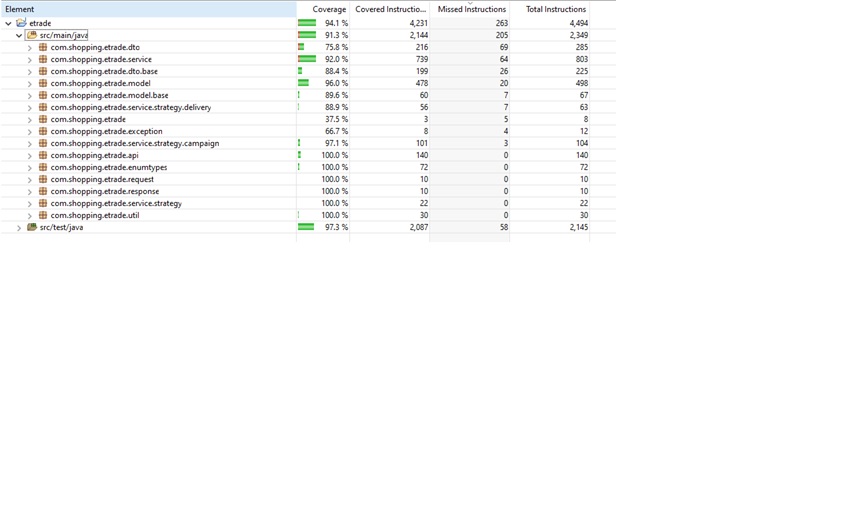 Element Coverage Covered Instructio... Missed Instructions Total Instructions
etrade 94.1 % 4,231 263 4,494
src/main/java 91.3 % 2,144 205 2,349
com.shopping.etrade.dto 75.8 % 216 69 285
com.shopping.etrade.service 92.0 % 739 64 803
com.shopping.etrade.dto.base 88.4 % 199 26 225
com.shopping.etrade.model 96.0 % 478 20 498
com.shopping.etrade.model.base 89.6 % 60 7 67
com.shopping.etrade.service.strategy.delivery 88.9 % 56 7 63
com.shopping.etrade 37.5 % 3 5 8
com.shopping.etrade.exception 66.7 % 8 4 12
com.shopping.etrade.service.strategy.campaign 97.1 % 101 3 104
com.shopping.etrade.api 100.0 % 140 0 140
com.shopping.etrade.enumtypes 100.0 % 72 0 72
com.shopping.etrade.request 100.0 % 10 0 10
com.shopping.etrade.response 100.0 % 10 0 10
com.shopping.etrade.service.strategy 100.0 % 22 0 22
com.shopping.etrade.util 100.0 % 30 0 30
src/test/java 97.3 % 2,087 58 2,145